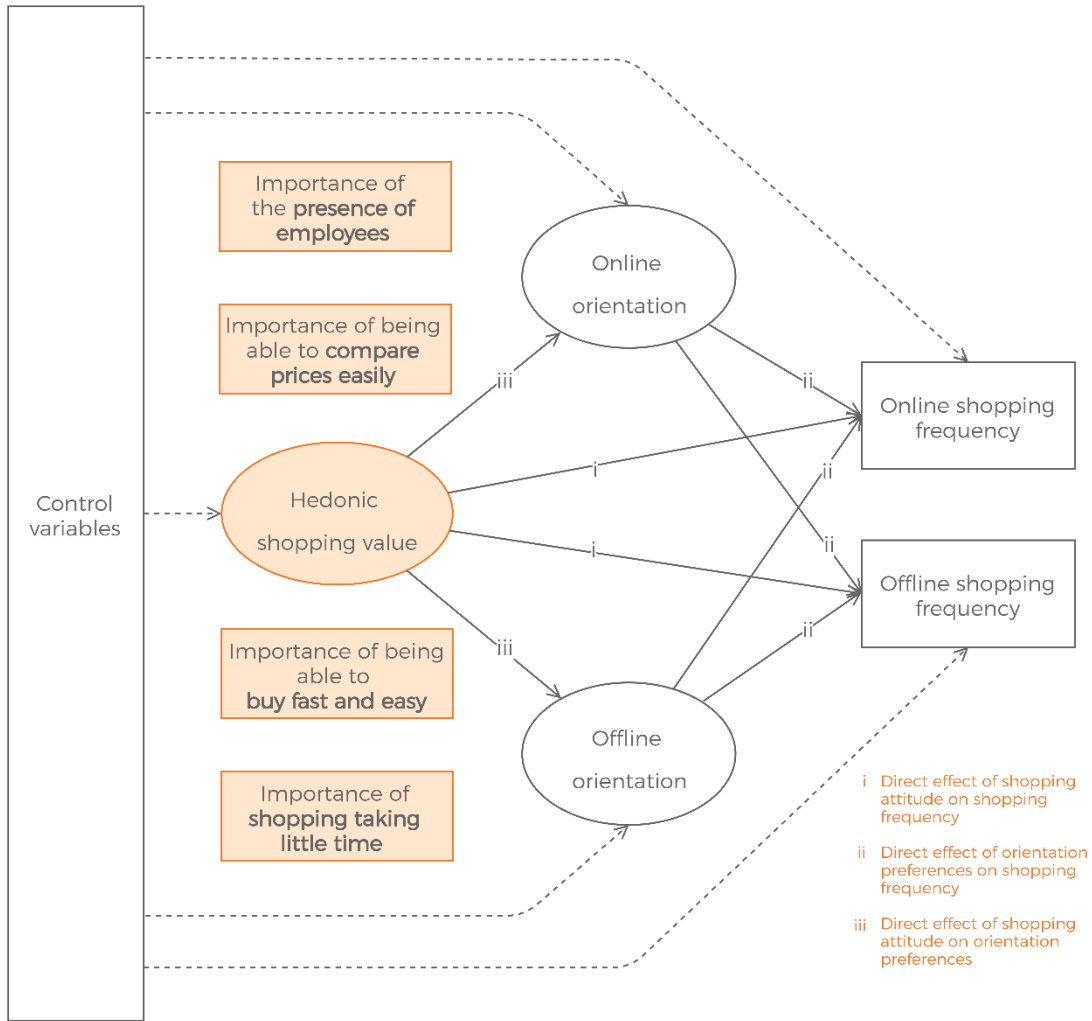 Control
variables
Importance of
the presence of
employees
Importance of being
able to compare
prices easily
Hedonic
shopping value
Importance of being
able to
buy fast and easy
Importance of
shopping taking
little time
iii
iii
Online
orientation
Offline
orientation
i
i
ii
ii
ii
ii
Online shopping
frequency
Offline shopping
frequency
i Direct effect of shopping
attitude on shopping
frequency
ii Direct effect of orientation
preferences on shopping
frequency
iii Direct effect of shopping
attitude on orientation
preferences